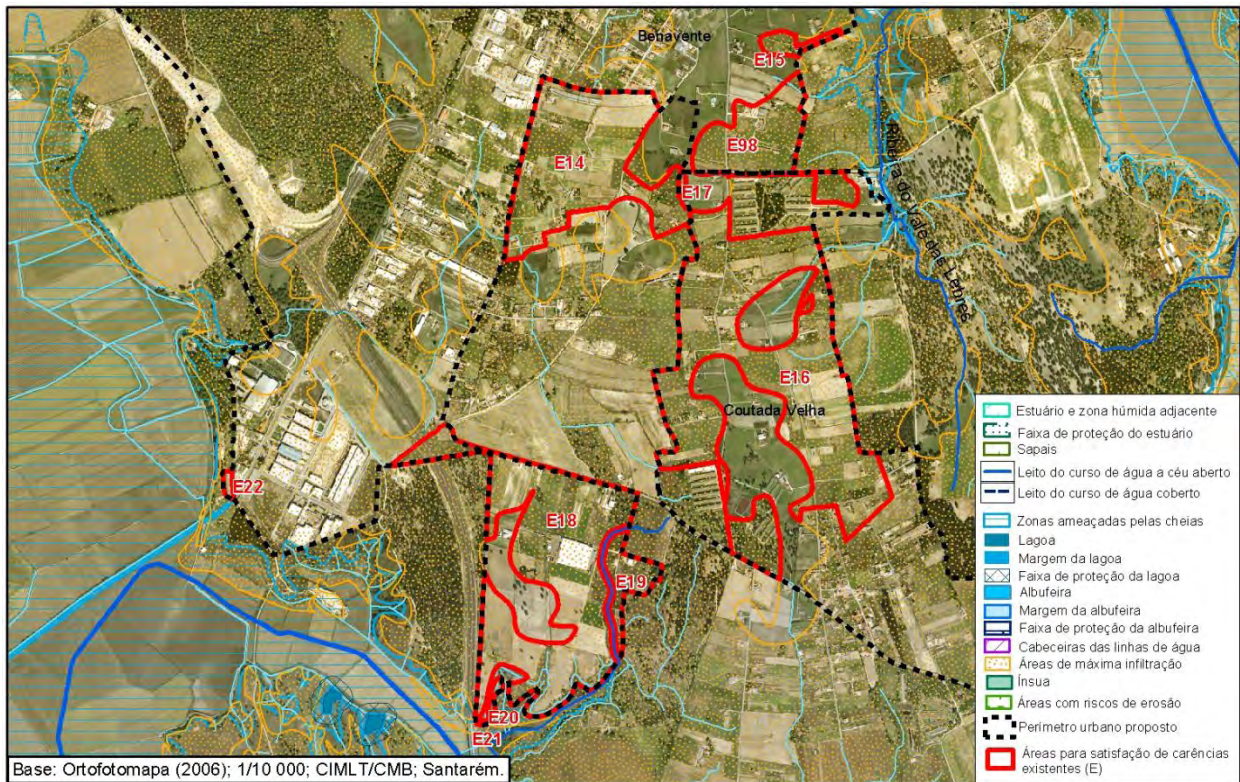 Benavente
E15
E14
E98
E17
Ribeira do Vale das Lebres
E16
Coutada Velha
E22
E18
E19
E20
E21
Estuário e zona húmida adjacente
Faixa de proteção do estuário
Sapais
Leito do curso de água a céu aberto
Leito do curso de água coberto
Zonas ameaçadas pelas cheias
Lagoa
Margem da lagoa
Faixa de proteção da lagoa
Albufeira
Margem da albufeira
Faixa de proteção da albufeira
Cabeceiras das linhas de água
Áreas de máxima infiltração
Ínsua
Áreas com riscos de erosão
Perímetro urbano proposto
Áreas para satisfação de carências
existentes (E)
Base: Ortofotomapa (2006); 1/10 000; CIMLT/CMB; Santarém.